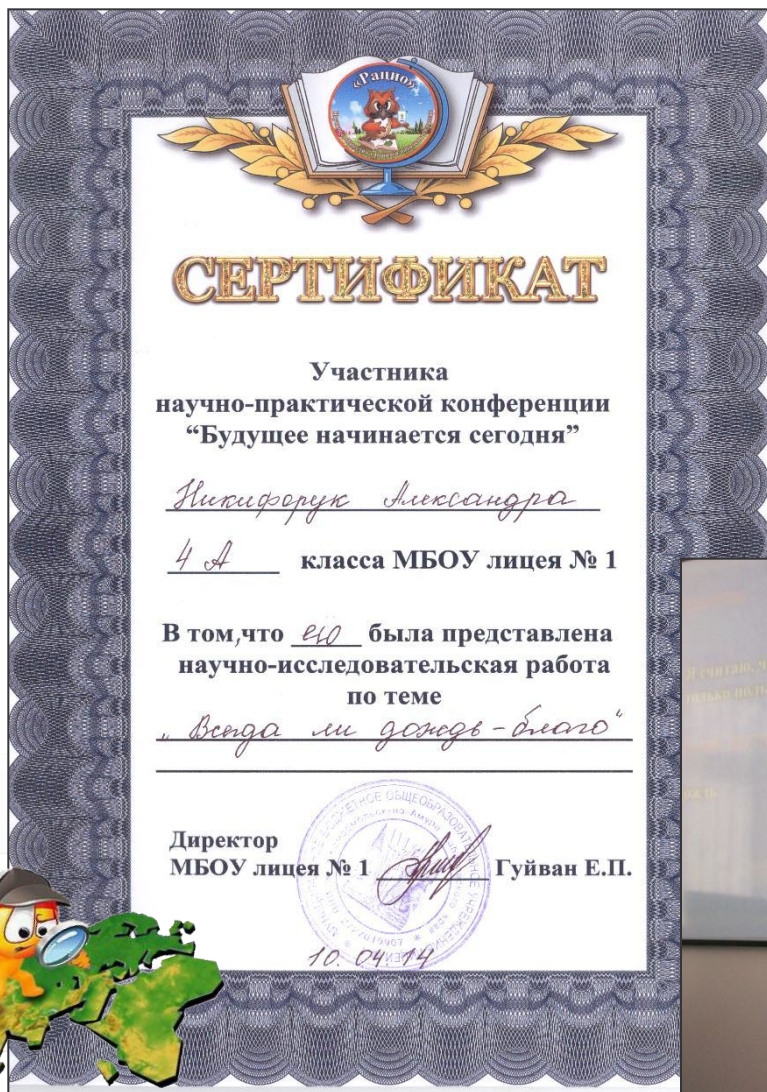 «Рацио»
СЕРТИФИКАТ
Участника
научно-практической конференции
“Будущее начинается сегодня”
Никифорук Александра
4 А класса МБОУ лицея № 1
В том,что ею была представлена
научно-исследовательская работа
по теме
„Всегда ли дождь – благо“
Директор
МБОУ лицея № 1 Гуйван Е.П.
10.04.14
Я считаю, ч
только